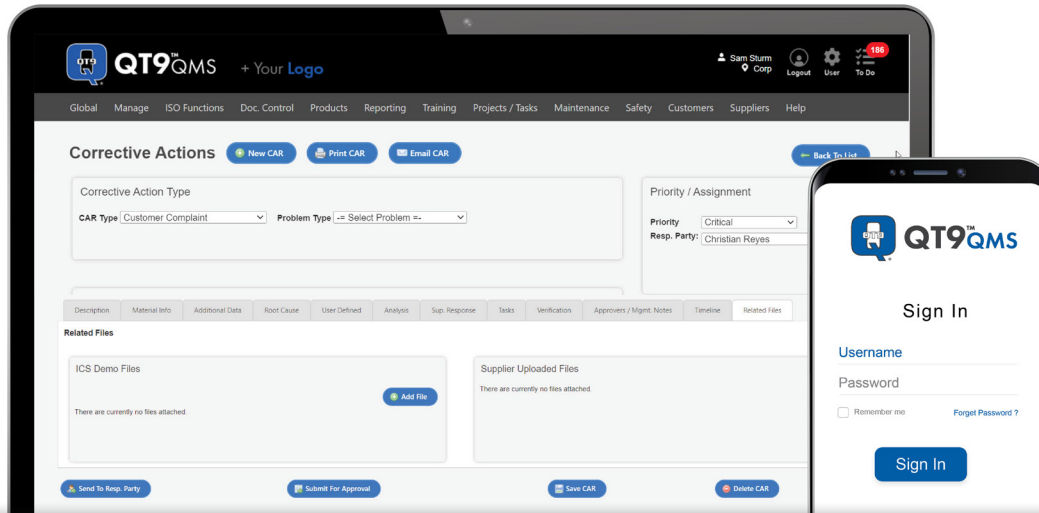 QT9
QT9™QMS + Your Logo
Sam Sturm
Corp
Logout
User
To Do
186
Global Manage ISO Functions Doc. Control Products Reporting Training Projects / Tasks Maintenance Safety Customers Suppliers Help
Corrective Actions New CAR Print CAR Email CAR Back To List
Corrective Action Type
CAR Type Customer Complaint Problem Type -= Select Problem =-
Priority / Assignment
Priority Critical
Resp. Party: Christian Reyes
Description Material Info Additional Data Root Cause User Defined Analysis Sup. Response Tasks Verification Approvers / Mgmt. Notes Timeline Related Files
Related Files
ICS Demo Files
Add File
There are currently no files attached.
Supplier Uploaded Files
There are currently no files attached.
Send To Resp. Party Submit For Approval Save CAR Delete CAR
QT9
QT9™QMS
Sign In
Username
Password
Remember me Forget Password ?
Sign In